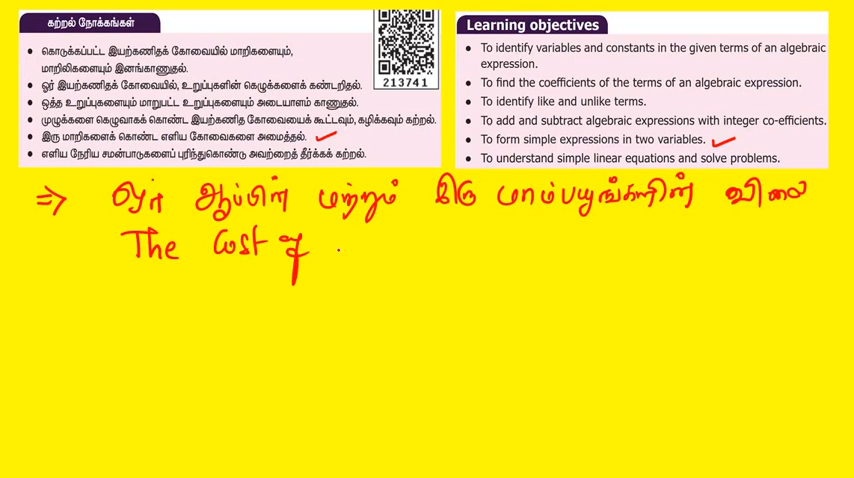 கற்றல் நோக்கங்கள்
கொடுக்கப்பட்ட இயற்கணிதக் கோவையில் மாறிகளையும்,
மாறிலிகளையும் இனங்காணுதல்.
ஓர் இயற்கணிதக் கோவையில், உறுப்புகளின் கெழுக்களைக் கண்டறிதல்.
ஒத்த உறுப்புகளையும் மாறுபட்ட உறுப்புகளையும் அடையாளம் காணுதல்.
முழுக்களை கெழுவாகக் கொண்ட இயற்கணித கோவையைக் கூட்டவும், கழிக்கவும் கற்றல்.
இரு மாறிகளைக் கொண்ட எளிய கோவைகளை அமைத்தல்.
எளிய நேரிய சமன்பாடுகளைப் புரிந்துகொண்டு அவற்றைத் தீர்க்கக் கற்றல்.
213741
Learning objectives
To identify variables and constants in the given terms of an algebraic
expression.
To find the coefficients of the terms of an algebraic expression.
To identify like and unlike terms.
To add and subtract algebraic expressions with integer co-efficients.
To form simple expressions in two variables.
To understand simple linear equations and solve problems.
⇒ ஓர் ஆப்பிள் மற்றும் இரு மாம்பழங்களின் விலை
The Cost of